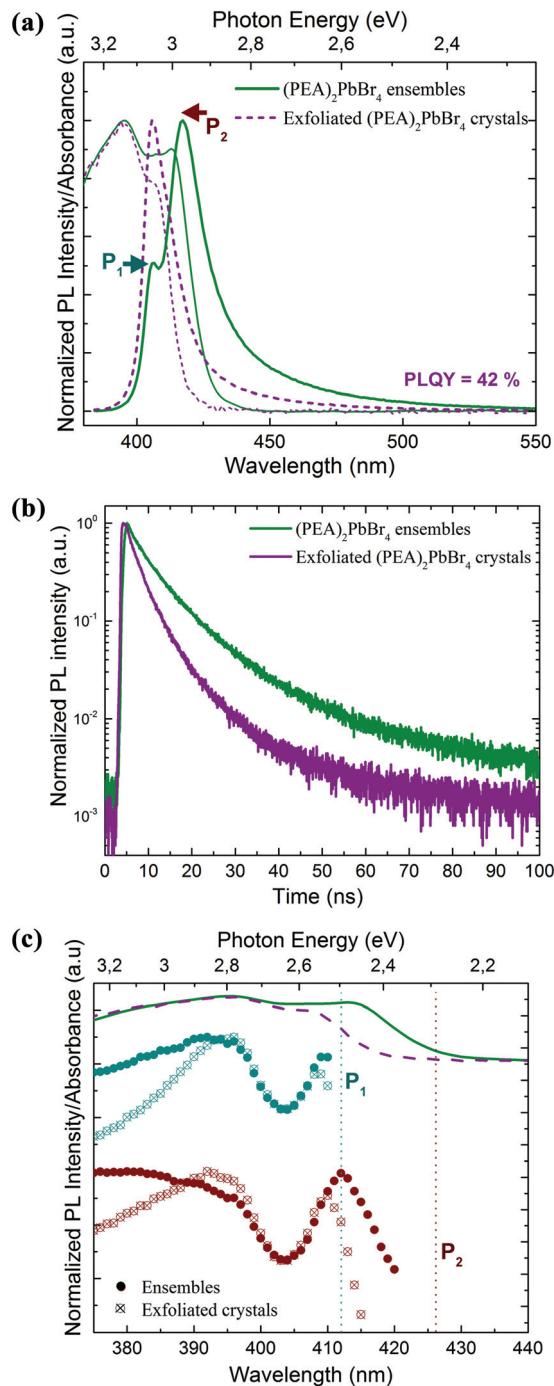 (a)
Photon Energy (eV)
3,2 3 2,8 2,6 2,4
Normalized PL Intensity/Absorbance (a.u.)
(PEA)₂PbBr₄ ensembles
Exfoliated (PEA)₂PbBr₄ crystals
P₂
P₁
PLQY = 42 %
400 450 500 550
Wavelength (nm)
(b)
Normalized PL intensity (a.u.)
(PEA)₂PbBr₄ ensembles
Exfoliated (PEA)₂PbBr₄ crystals
10⁰
10⁻¹
10⁻²
10⁻³
0 10 20 30 40 50 60 70 80 90 100
Time (ns)
(c)
Photon Energy (eV)
3,2 3 2,8 2,6 2,4 2,2
Normalized PL Intensity/Absorbance (a.u)
P₁
P₂
Ensembles
Exfoliated crystals
380 390 400 410 420 430 440
Wavelength (nm)